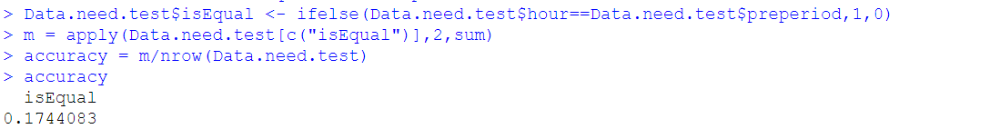 > Data.need.test$isEqual <- ifelse(Data.need.test$hour==Data.need.test$preperiod,1,0)
> m = apply(Data.need.test[c("isEqual")],2,sum)
> accuracy = m/nrow(Data.need.test)
> accuracy
  isEqual
0.1744083